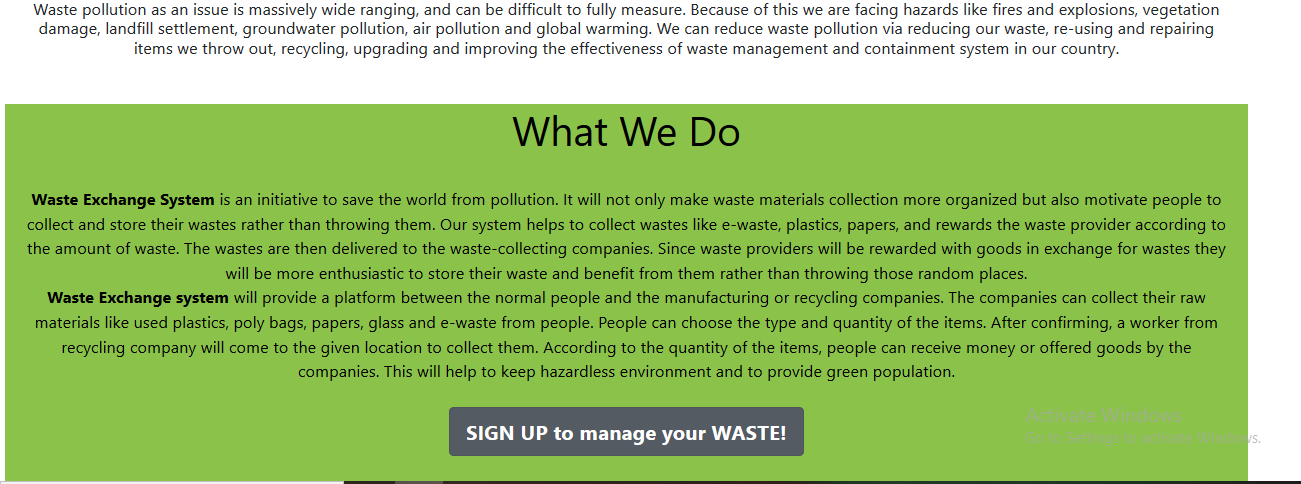 Waste pollution as an issue is massively wide ranging, and can be difficult to fully measure. Because of this we are facing hazards like fires and explosions, vegetation
damage, landfill settlement, groundwater pollution, air pollution and global warming. We can reduce waste pollution via reducing our waste, re-using and repairing
items we throw out, recycling, upgrading and improving the effectiveness of waste management and containment system in our country.
What We Do
Waste Exchange System is an initiative to save the world from pollution. It will not only make waste materials collection more organized but also motivate people to
collect and store their wastes rather than throwing them. Our system helps to collect wastes like e-waste, plastics, papers, and rewards the waste provider according to
the amount of waste. The wastes are then delivered to the waste-collecting companies. Since waste providers will be rewarded with goods in exchange for wastes they
will be more enthusiastic to store their waste and benefit from them rather than throwing those random places.
Waste Exchange system will provide a platform between the normal people and the manufacturing or recycling companies. The companies can collect their raw
materials like used plastics, poly bags, papers, glass and e-waste from people. People can choose the type and quantity of the items. After confirming, a worker from
recycling company will come to the given location to collect them. According to the quantity of the items, people can receive money or offered goods by the
companies. This will help to keep hazardless environment and to provide green population.
SIGN UP to manage your WASTE!
Activate Windows
Go to Settings to activate Windows.